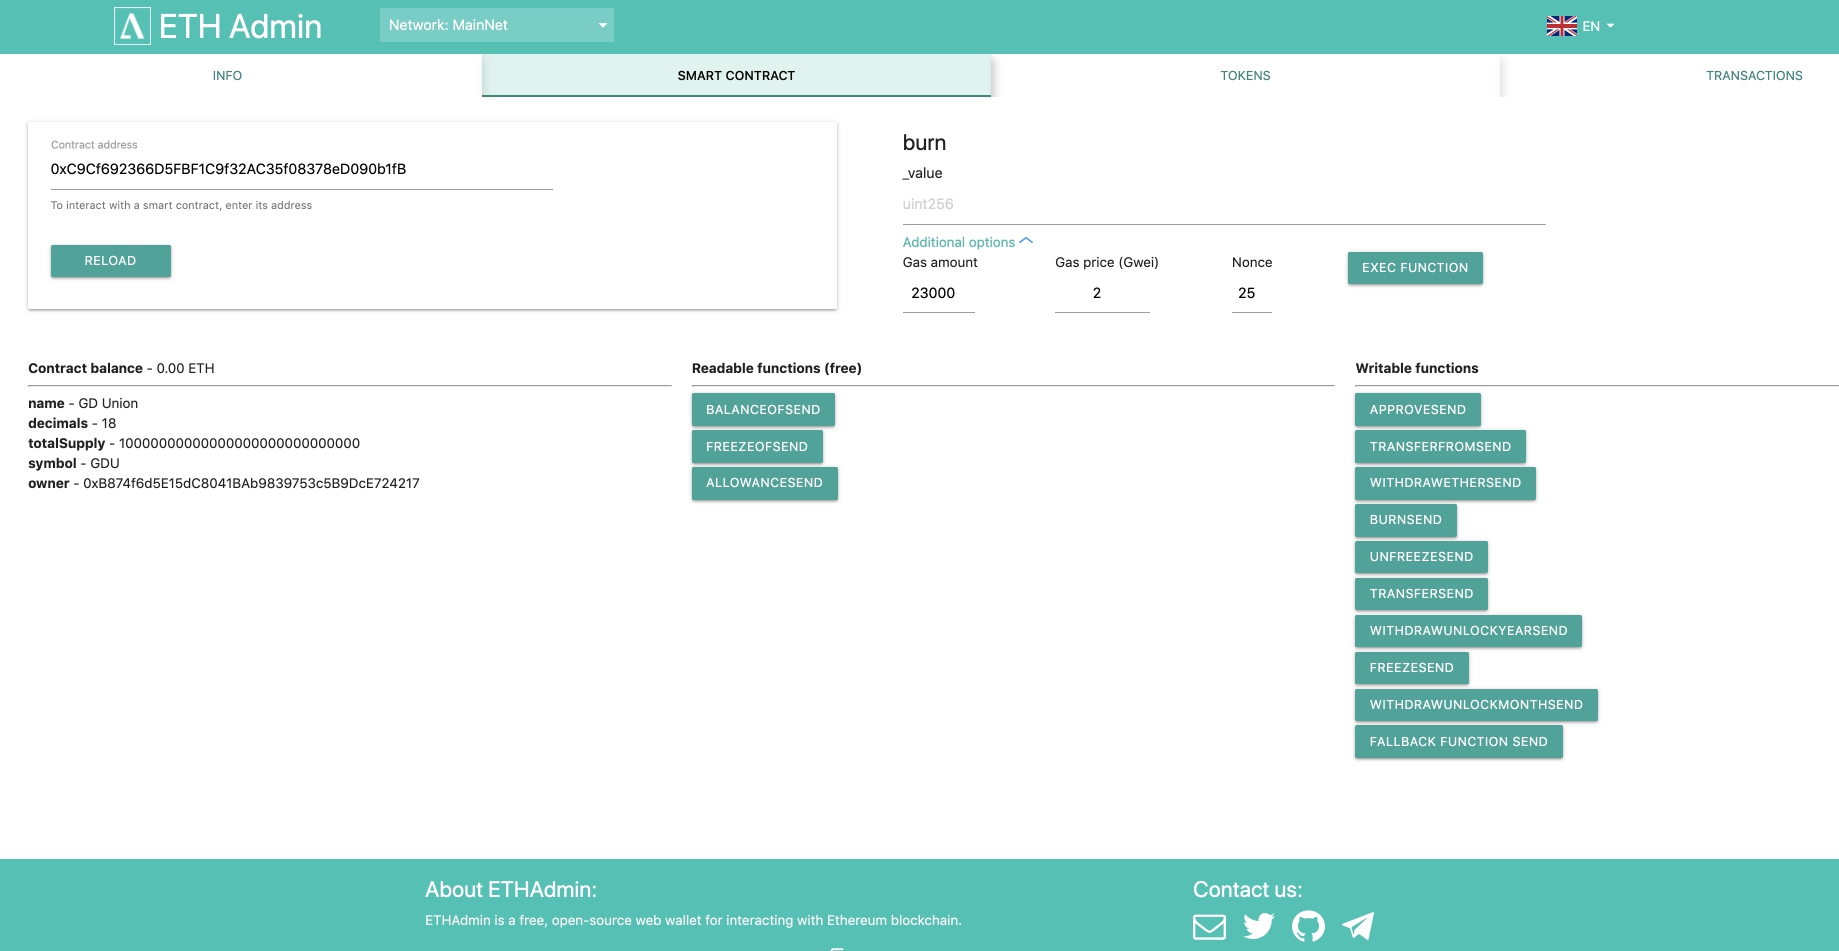 ETH Admin
Network: MainNet
EN
INFO
SMART CONTRACT
TOKENS
TRANSACTIONS
Contract address
0xC9Cf692366D5FBF1C9f32AC35f08378eD090b1fB
To interact with a smart contract, enter its address
RELOAD
burn
_value
uint256
Additional options
Gas amount
Gas price (Gwei)
Nonce
23000
2
25
EXEC FUNCTION
Contract balance - 0.00 ETH
name - GD Union
decimals - 18
totalSupply - 10000000000000000000000000000
symbol - GDU
owner - 0xB874f6d5E15dC8041BAb9839753c5B9DcE724217
Readable functions (free)
BALANCEOFSEND
FREEZEOFSEND
ALLOWANCESEND
Writable functions
APPROVESEND
TRANSFERFROMSEND
WITHDRAWETHERSEND
BURNSEND
UNFREEZESEND
TRANSFERSEND
WITHDRAWUNLOCKYEARSEND
FREEZESEND
WITHDRAWUNLOCKMONTHSEND
FALLBACK FUNCTION SEND
About ETHAdmin:
ETHAdmin is a free, open-source web wallet for interacting with Ethereum blockchain.
Contact us: